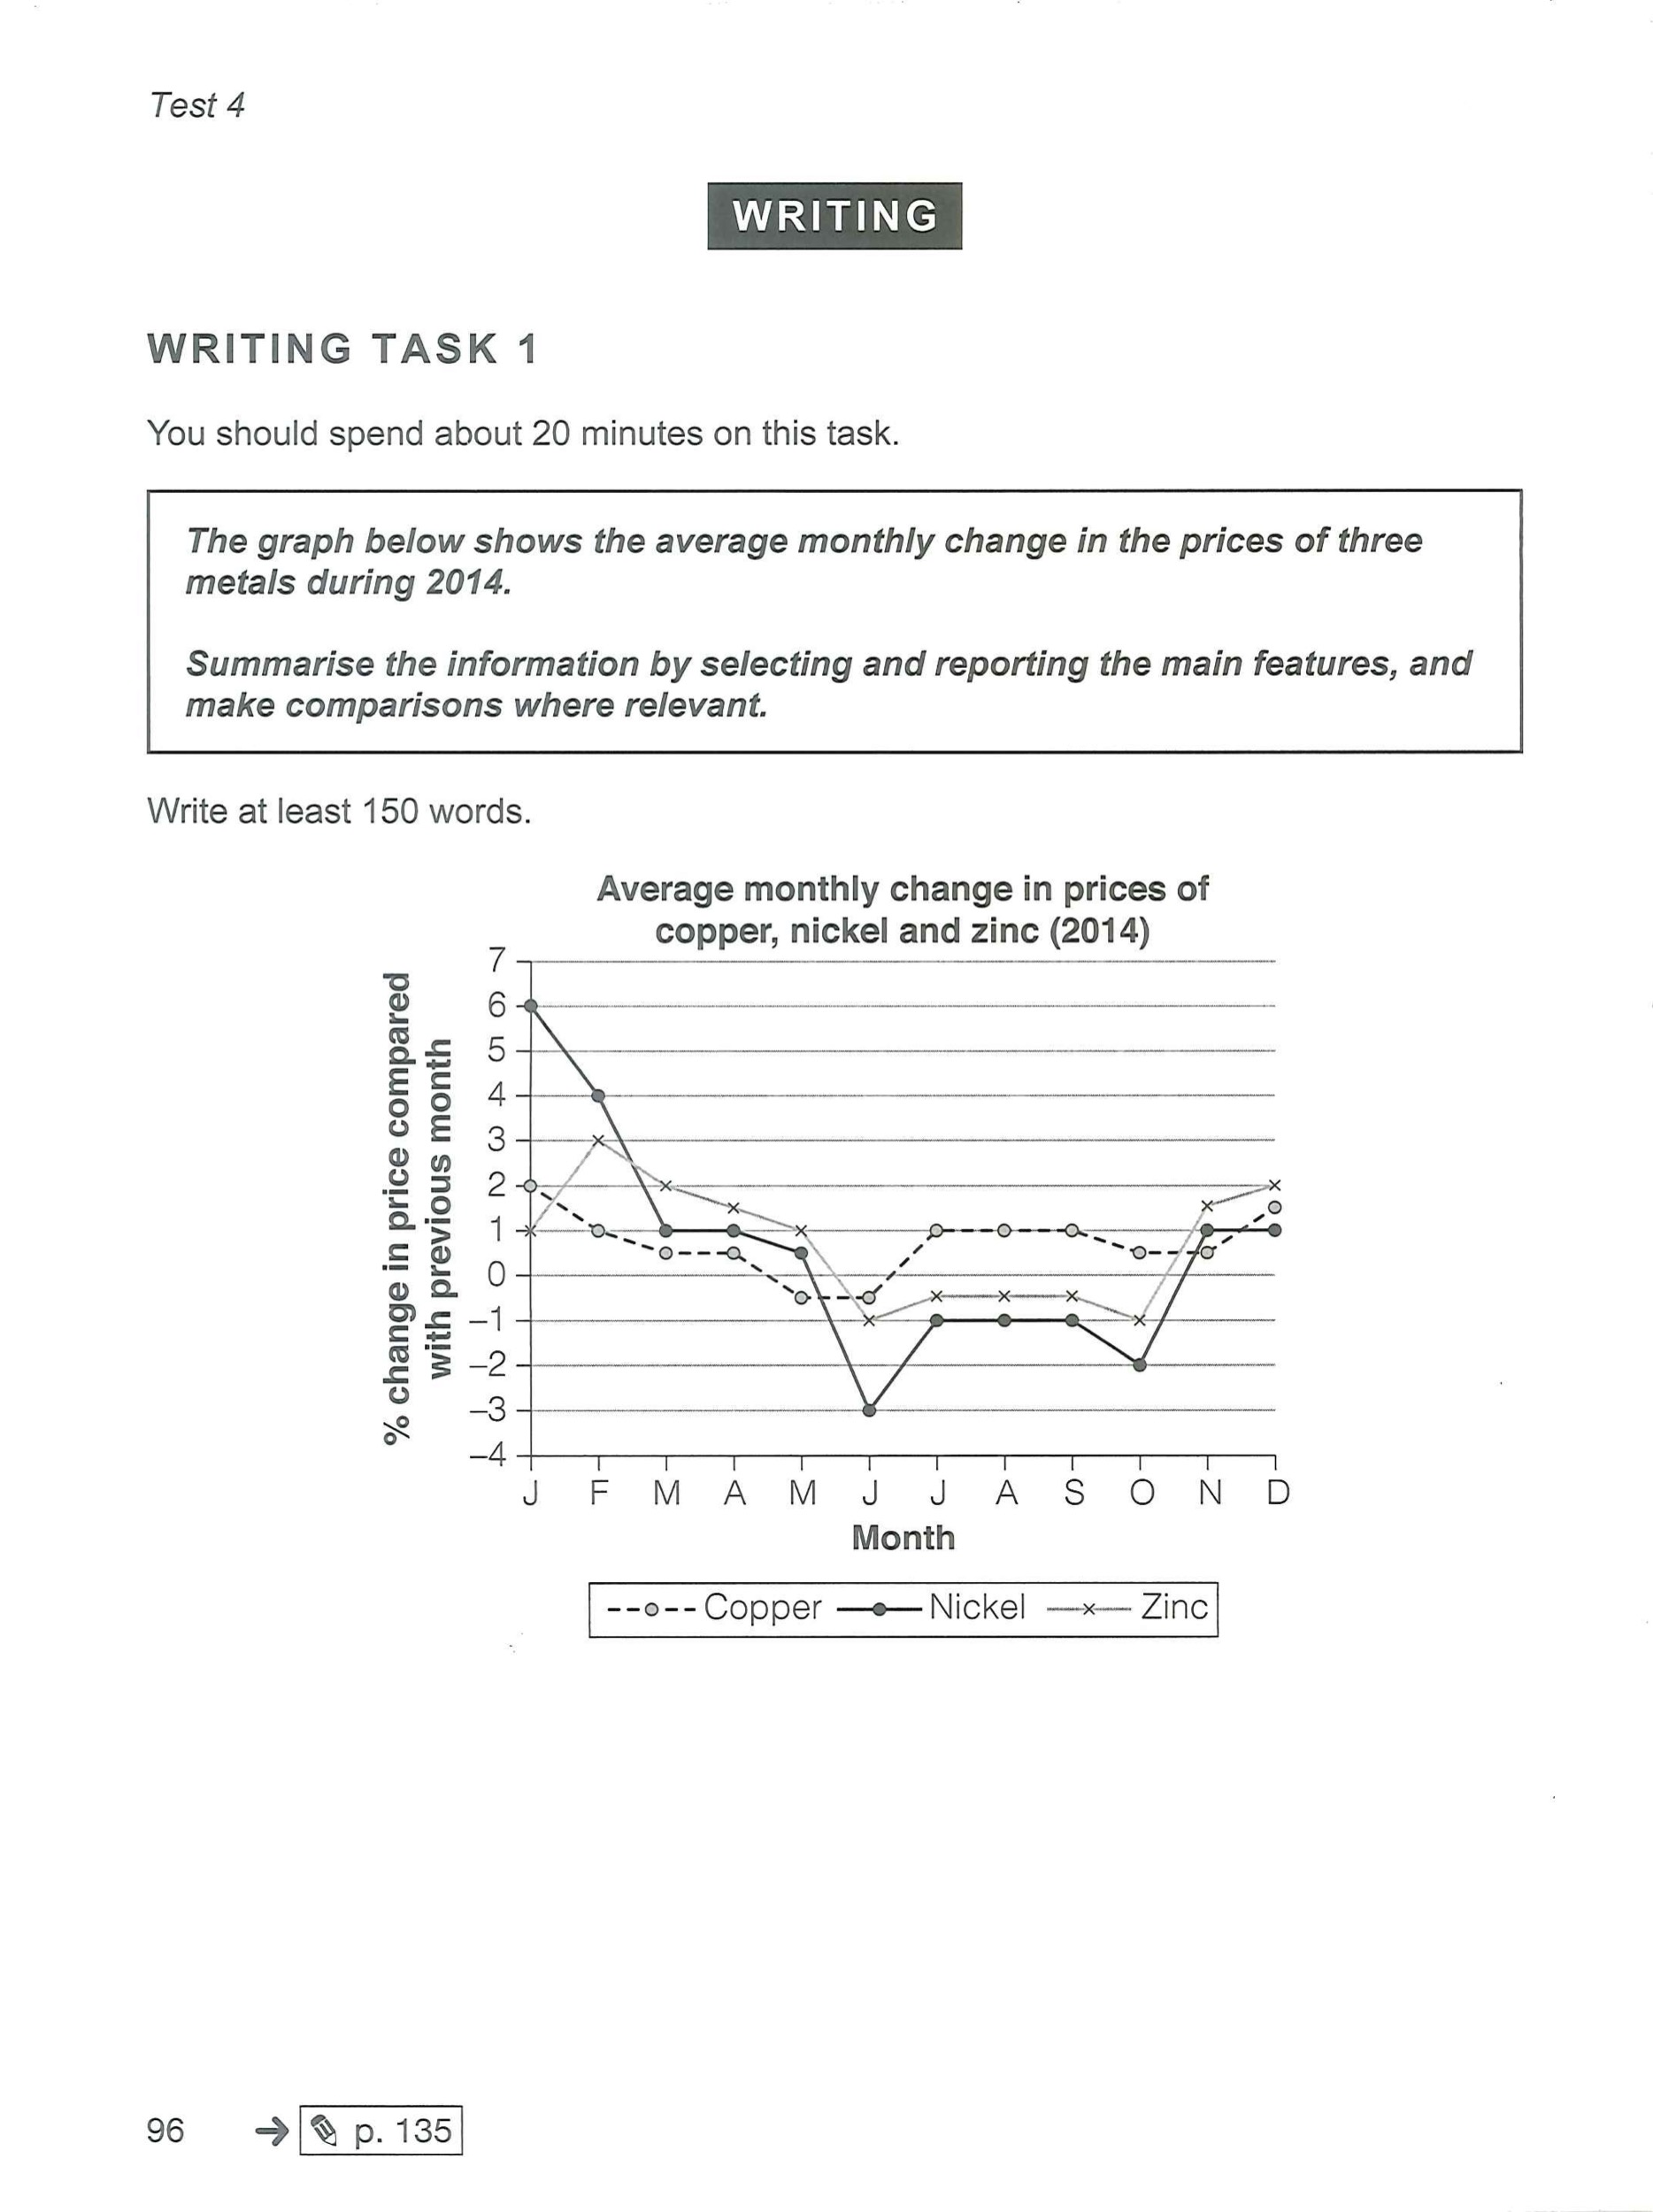 Test 4
WRITING
WRITING TASK 1
You should spend about 20 minutes on this task.
The graph below shows the average monthly change in the prices of three
metals during 2014.
Summarise the information by selecting and reporting the main features, and
make comparisons where relevant.
Write at least 150 words.
Average monthly change in prices of
copper, nickel and zinc (2014)
% change in price compared
with previous month
7
6
5
4
3
2
1
0
–1
–2
–3
–4
J F M A M J J A S O N D
Month
Copper Nickel Zinc
96 p. 135